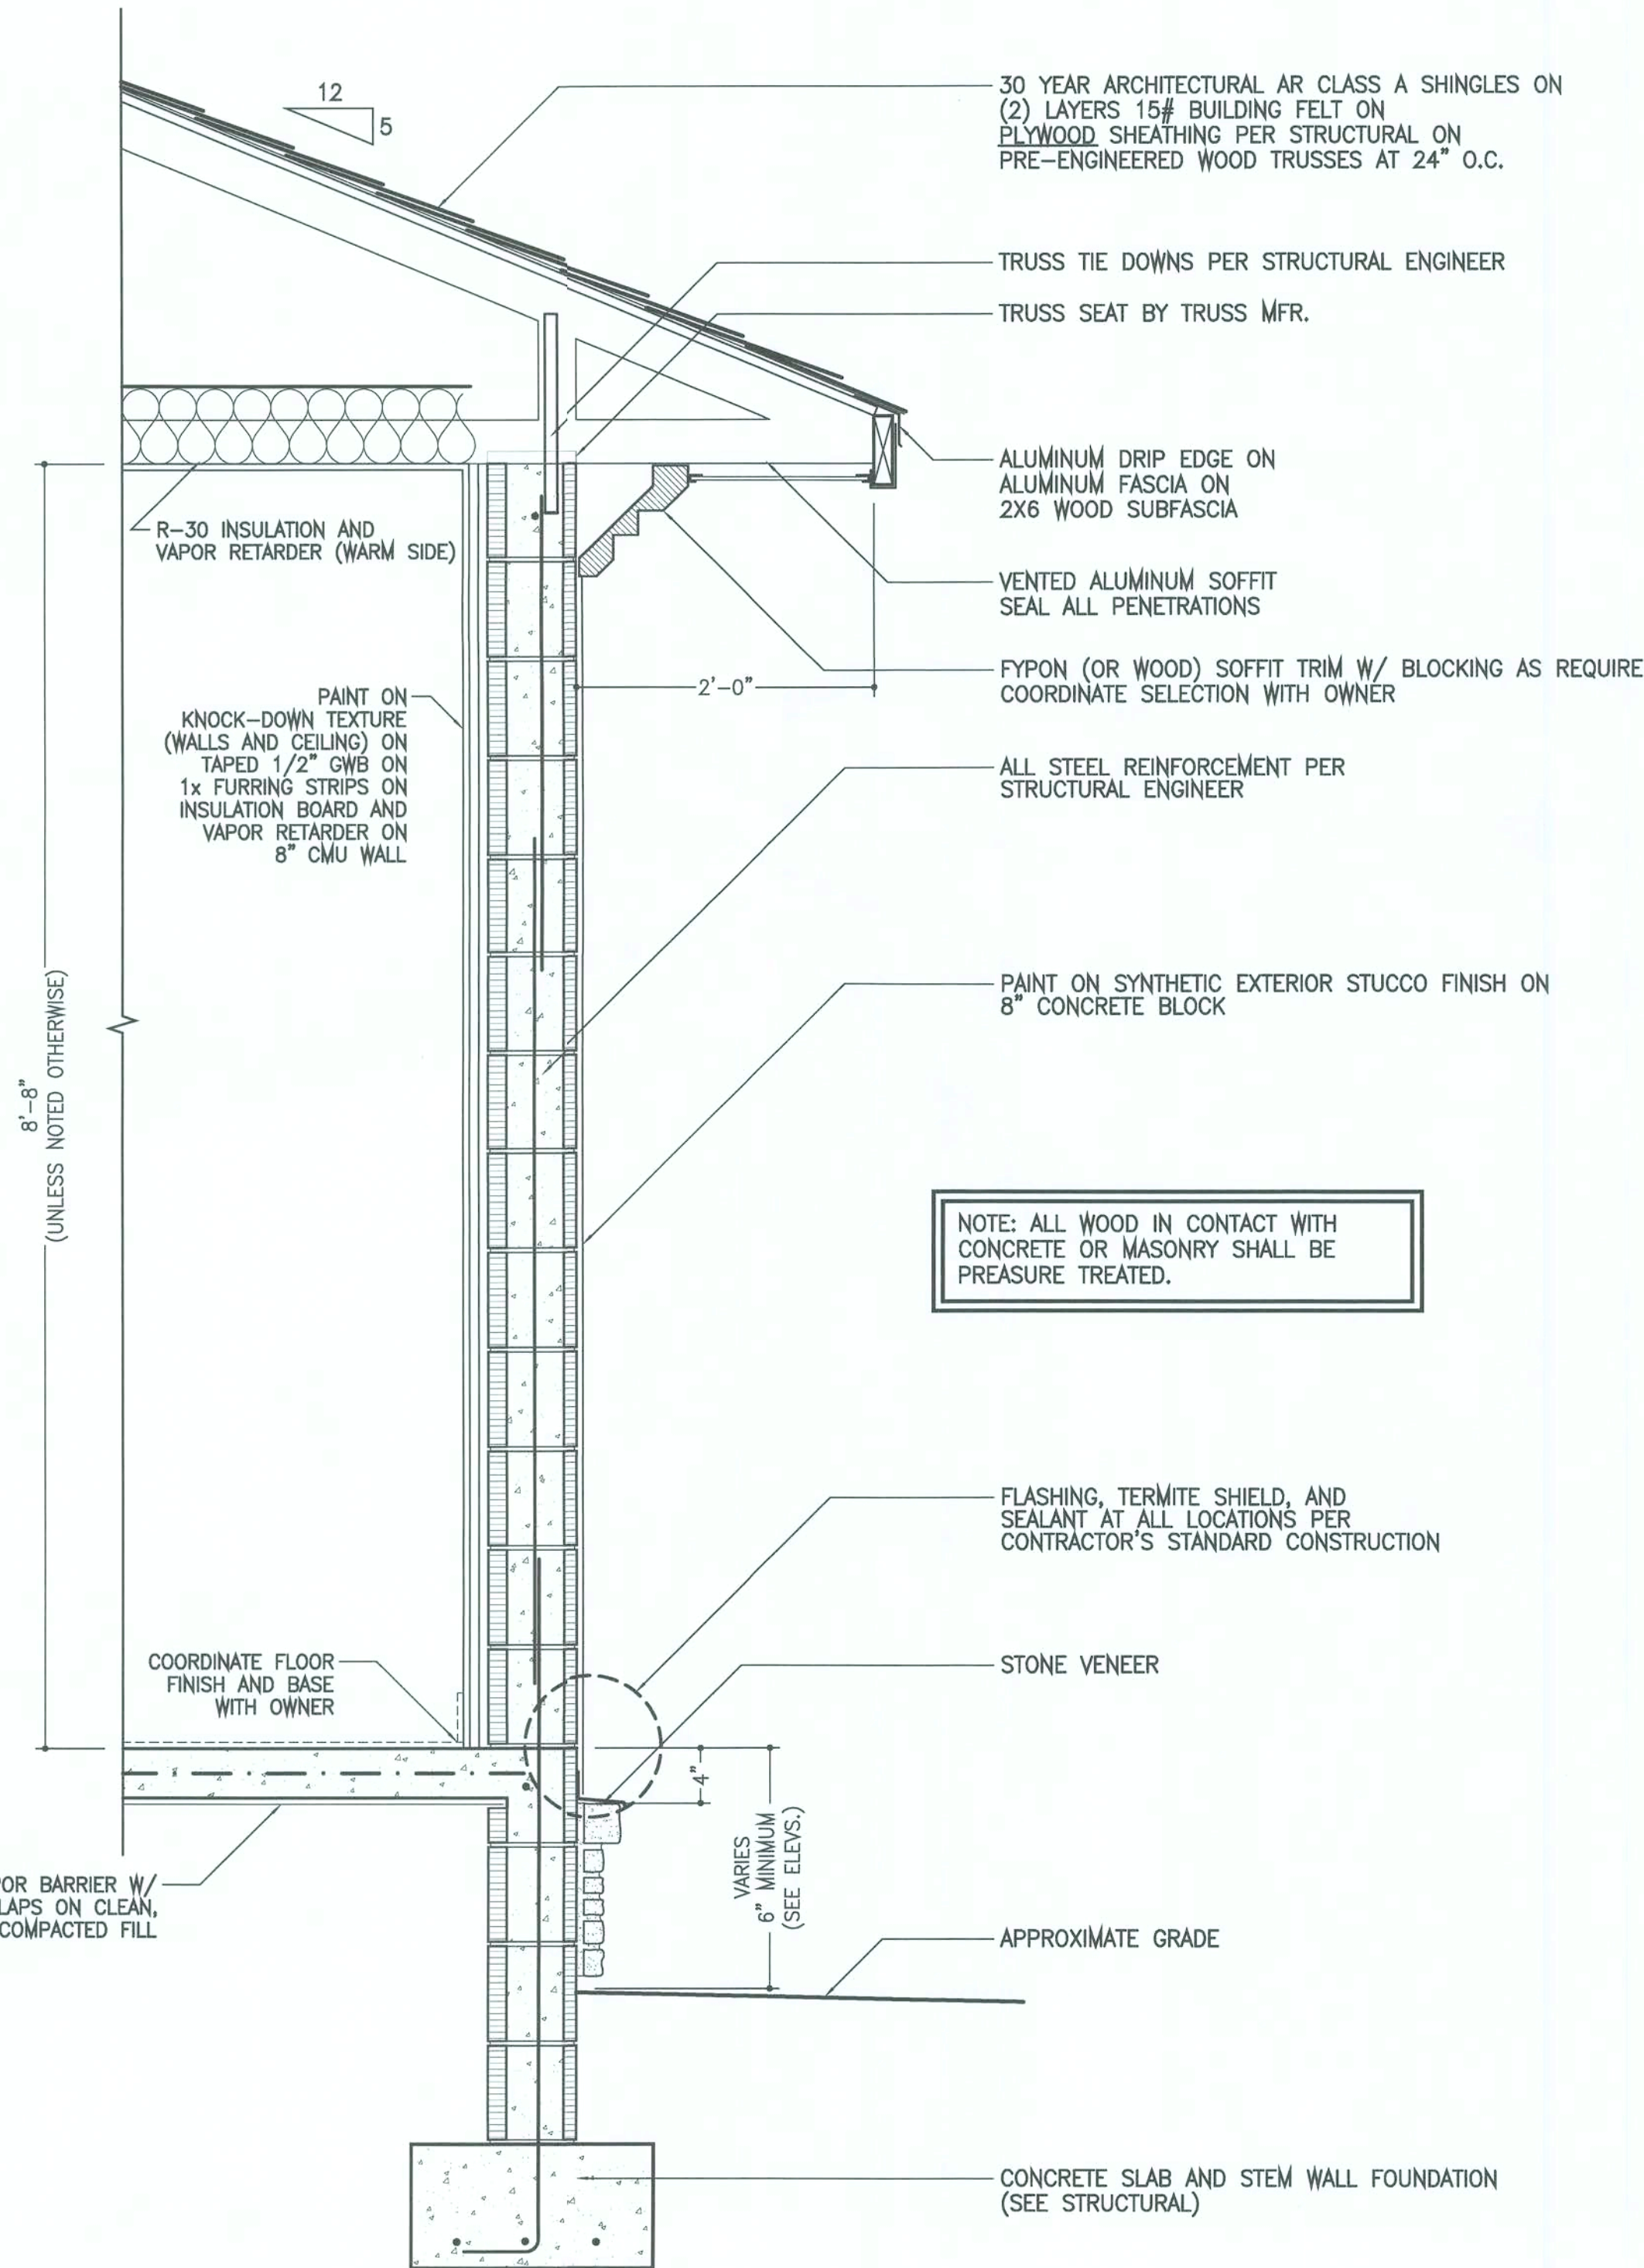 12
5
30 YEAR ARCHITECTURAL AR CLASS A SHINGLES ON
(2) LAYERS 15# BUILDING FELT ON
PLYWOOD SHEATHING PER STRUCTURAL ON
PRE-ENGINEERED WOOD TRUSSES AT 24" O.C.
TRUSS TIE DOWNS PER STRUCTURAL ENGINEER
TRUSS SEAT BY TRUSS MFR.
ALUMINUM DRIP EDGE ON
ALUMINUM FASCIA ON
2X6 WOOD SUBFASCIA
R-30 INSULATION AND
VAPOR RETARDER (WARM SIDE)
VENTED ALUMINUM SOFFIT
SEAL ALL PENETRATIONS
FYPON (OR WOOD) SOFFIT TRIM W/ BLOCKING AS REQUIRE
COORDINATE SELECTION WITH OWNER
2'-0"
PAINT ON
KNOCK-DOWN TEXTURE
(WALLS AND CEILING) ON
TAPED 1/2" GWB ON
1x FURRING STRIPS ON
INSULATION BOARD AND
VAPOR RETARDER ON
8" CMU WALL
ALL STEEL REINFORCEMENT PER
STRUCTURAL ENGINEER
PAINT ON SYNTHETIC EXTERIOR STUCCO FINISH ON
8" CONCRETE BLOCK
8'-8"
(UNLESS NOTED OTHERWISE)
NOTE: ALL WOOD IN CONTACT WITH
CONCRETE OR MASONRY SHALL BE
PREASURE TREATED.
FLASHING, TERMITE SHIELD, AND
SEALANT AT ALL LOCATIONS PER
CONTRACTOR'S STANDARD CONSTRUCTION
COORDINATE FLOOR
FINISH AND BASE
WITH OWNER
STONE VENEER
4"
VARIES
6" MINIMUM
(SEE ELEVS.)
POR BARRIER W/
LAPS ON CLEAN,
COMPACTED FILL
APPROXIMATE GRADE
CONCRETE SLAB AND STEM WALL FOUNDATION
(SEE STRUCTURAL)